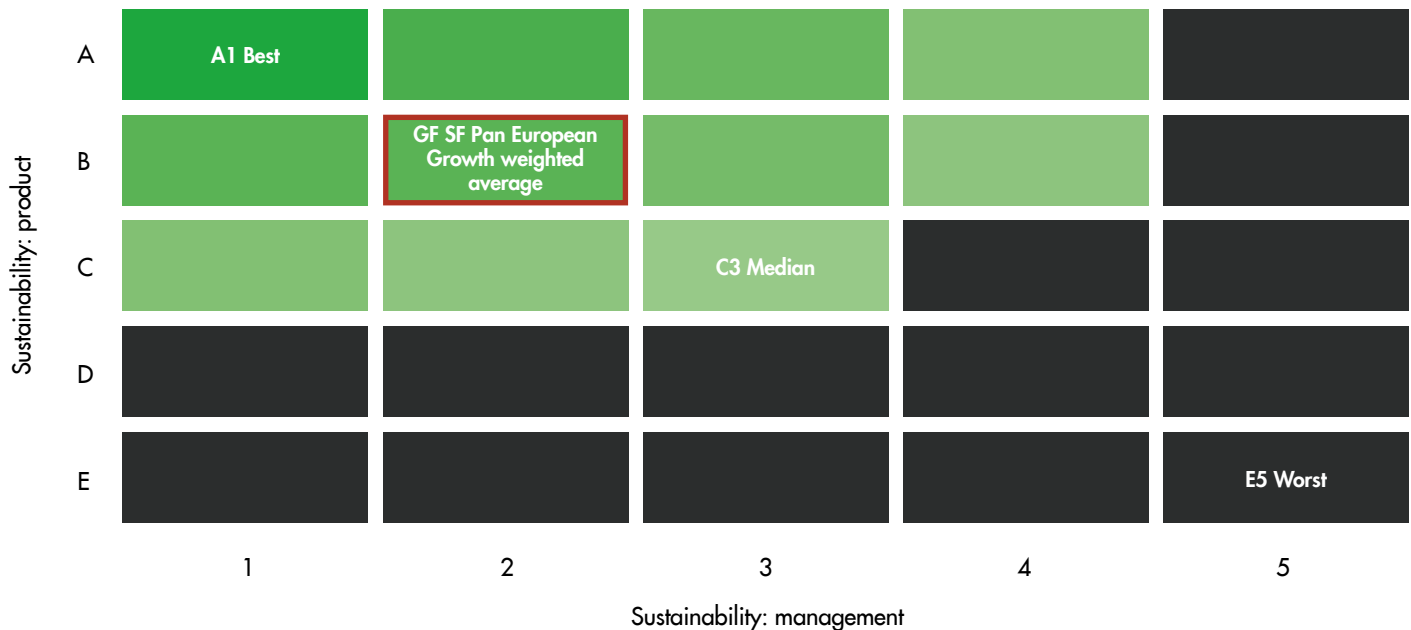 Sustainability: product
A
A1 Best
B
GF SF Pan European
Growth weighted
average
C
C3 Median
D
E
E5 Worst
1
2
3
4
5
Sustainability: management